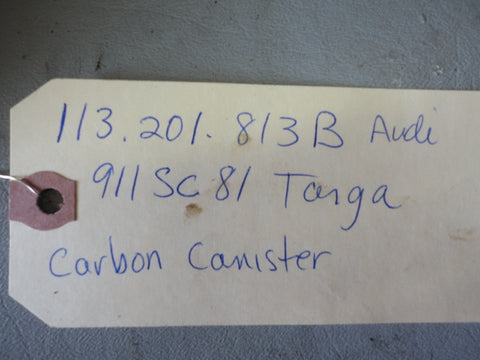 113.201.813B Audi
911SC 81 Targa
Carbon Canister